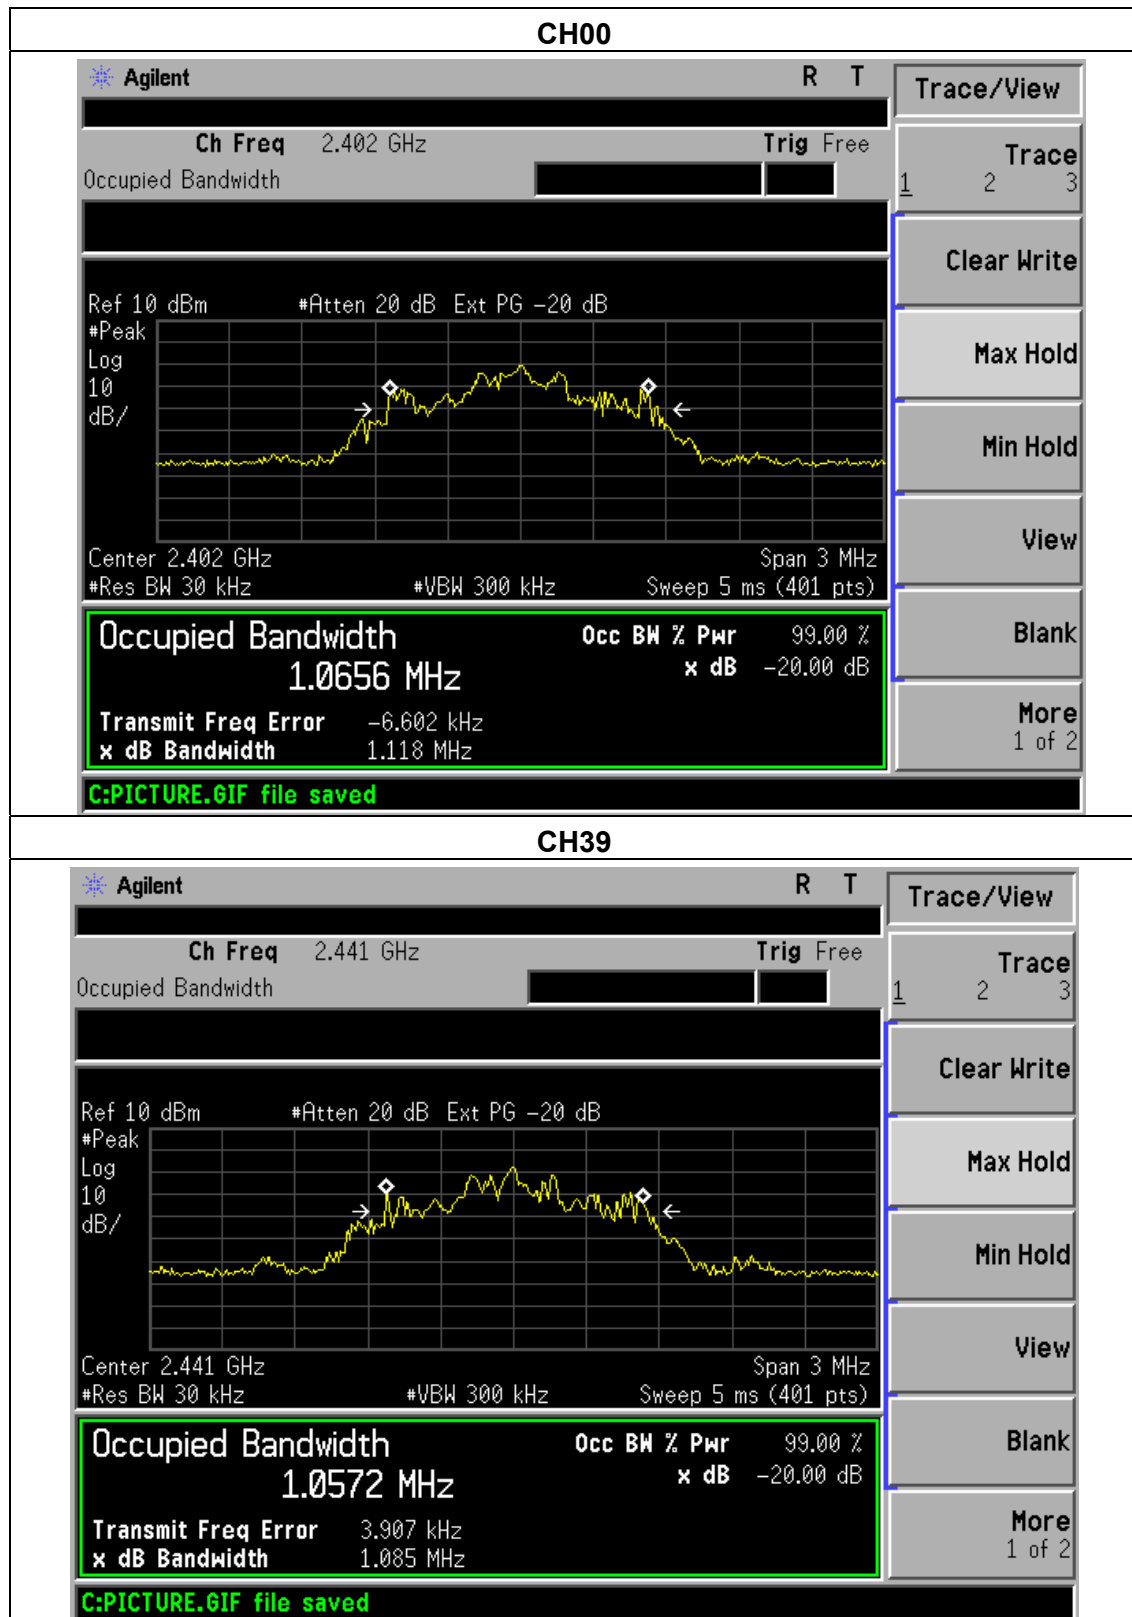 CH00
Agilent R T
Ch Freq 2.402 GHz Trig Free
Occupied Bandwidth
Ref 10 dBm #Atten 20 dB Ext PG -20 dB
#Peak
Log
10
dB/
Center 2.402 GHz Span 3 MHz
#Res BW 30 kHz #VBW 300 kHz Sweep 5 ms (401 pts)
Occupied Bandwidth Occ BW % Pwr 99.00 %
1.0656 MHz x dB -20.00 dB
Transmit Freq Error -6.602 kHz
x dB Bandwidth 1.118 MHz
C:PICTURE.GIF file saved
Trace/View
Trace
1 2 3
Clear Write
Max Hold
Min Hold
View
Blank
More
1 of 2
CH39
Agilent R T
Ch Freq 2.441 GHz Trig Free
Occupied Bandwidth
Ref 10 dBm #Atten 20 dB Ext PG -20 dB
#Peak
Log
10
dB/
Center 2.441 GHz Span 3 MHz
#Res BW 30 kHz #VBW 300 kHz Sweep 5 ms (401 pts)
Occupied Bandwidth Occ BW % Pwr 99.00 %
1.0572 MHz x dB -20.00 dB
Transmit Freq Error 3.907 kHz
x dB Bandwidth 1.085 MHz
C:PICTURE.GIF file saved
Trace/View
Trace
1 2 3
Clear Write
Max Hold
Min Hold
View
Blank
More
1 of 2